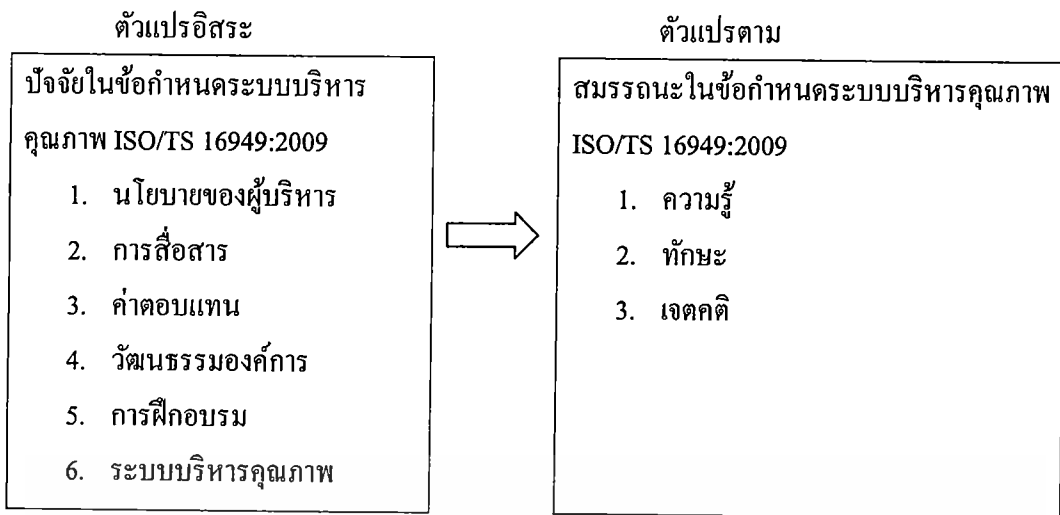 ตัวแปรอิสระ
ปัจจัยในข้อกำหนดระบบบริหาร
คุณภาพ ISO/TS 16949:2009
1. นโยบายของผู้บริหาร
2. การสื่อสาร
3. ค่าตอบแทน
4. วัฒนธรรมองค์การ
5. การฝึกอบรม
6. ระบบบริหารคุณภาพ
ตัวแปรตาม
สมรรถนะในข้อกำหนดระบบบริหารคุณภาพ
ISO/TS 16949:2009
1. ความรู้
2. ทักษะ
3. เจตคติ